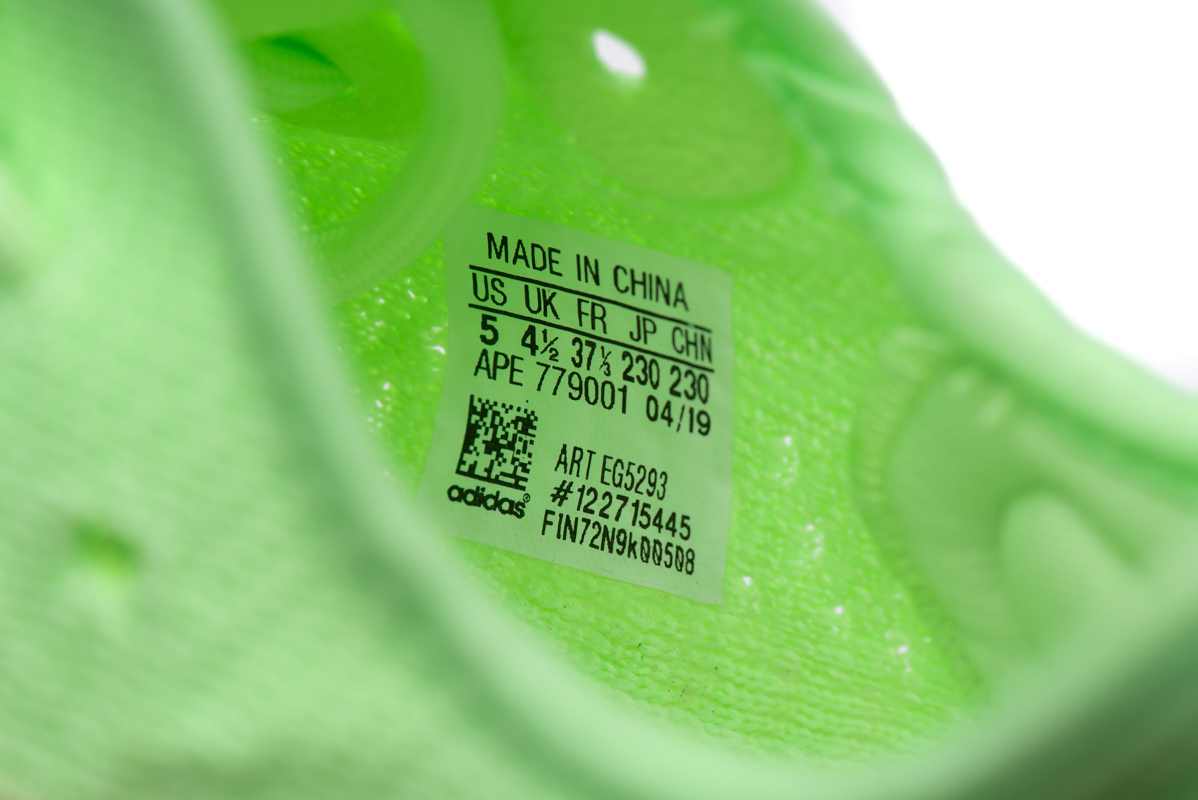 MADE IN CHINA
US UK FR JP CHN
5 4½ 37⅓ 230 230
APE 779001 04/19
ART EG5293
#122715445
adidas®
FIN72N9k00508